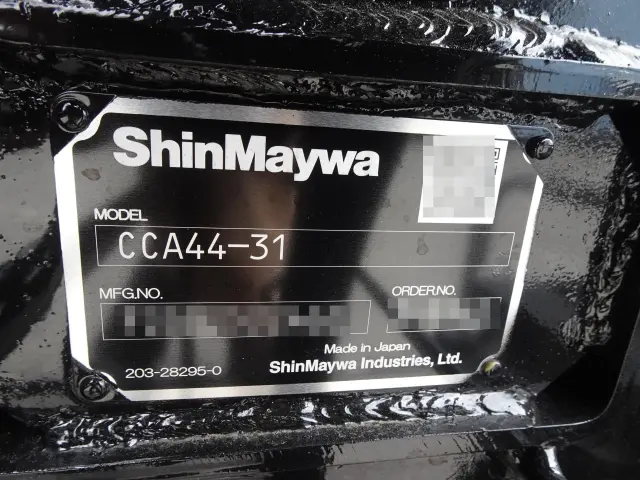 ShinMaywa
MODEL
CCA44-31
MFG.NO.
ORDER.NO.
Made in Japan
203-28295-0
ShinMaywa Industries, Ltd.